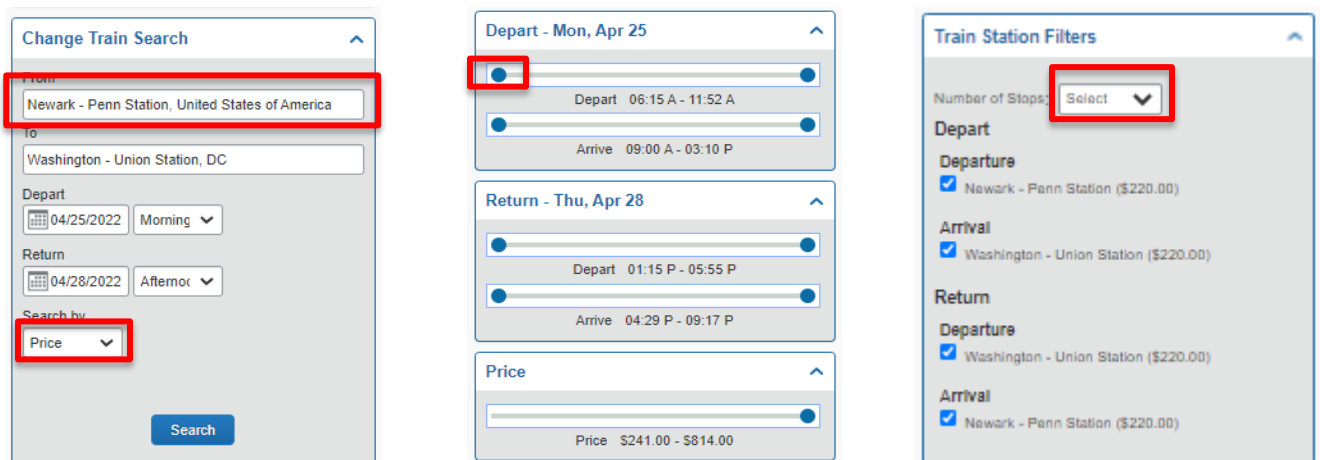 Change Train Search
From
Newark - Penn Station, United States of America
To
Washington - Union Station, DC
Depart
04/25/2022 Morning
Return
04/28/2022 Afternoo
Search by
Price
Search
Depart - Mon, Apr 25
Depart 06:15 A - 11:52 A
Arrive 09:00 A - 03:10 P
Return - Thu, Apr 28
Depart 01:15 P - 05:55 P
Arrive 04:29 P - 09:17 P
Price
Price $241.00 - $814.00
Train Station Filters
Number of Stops: Select
Depart
Departure
Newark - Penn Station ($220.00)
Arrival
Washington - Union Station ($220.00)
Return
Departure
Washington - Union Station ($220.00)
Arrival
Newark - Penn Station ($220.00)